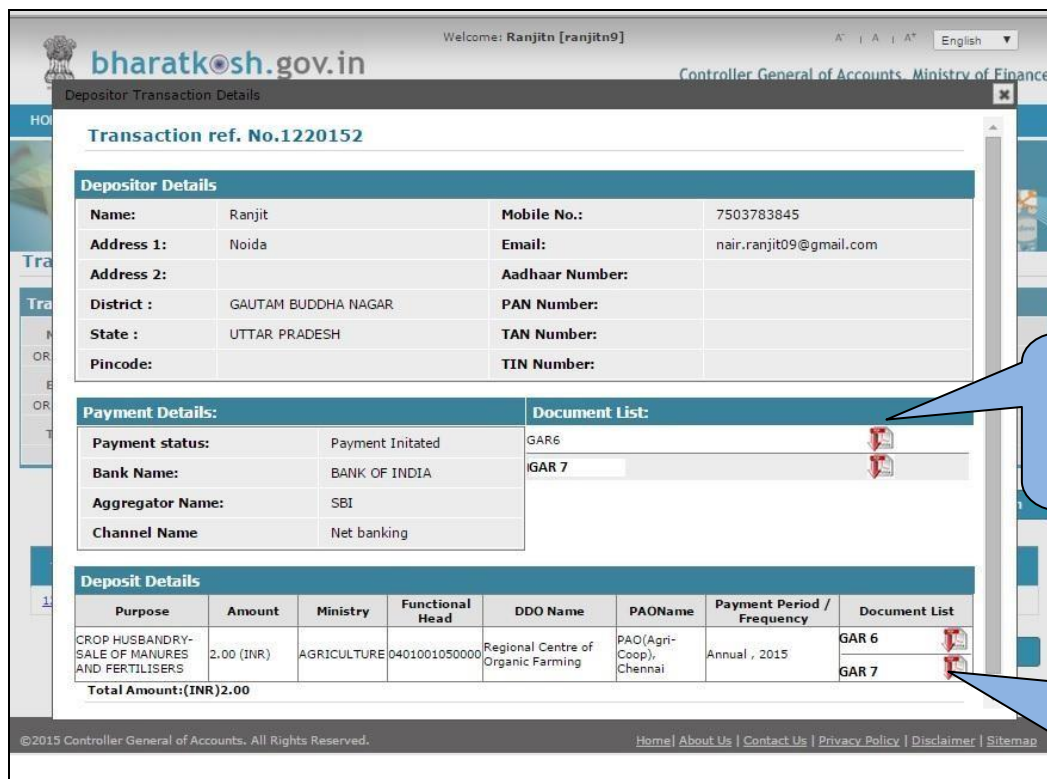 Welcome: Ranjitn [ranjitn9]
A- | A | A+ English ▼
bharatkosh.gov.in
Controller General of Accounts, Ministry of Finance
Depositor Transaction Details
HO
Transaction ref. No.1220152
Depositor Details
Name: Ranjit Mobile No.: 7503783845
Address 1: Noida Email: nair.ranjit09@gmail.com
Address 2: Aadhaar Number:
District : GAUTAM BUDDHA NAGAR PAN Number:
State : UTTAR PRADESH TAN Number:
Pincode: TIN Number:
Tra
Tra
OR
OR
Payment Details: Document List:
Payment status: Payment Initated GAR6
Bank Name: BANK OF INDIA GAR 7
Aggregator Name: SBI
Channel Name Net banking
Deposit Details
Purpose Amount Ministry Functional Head DDO Name PAOName Payment Period / Frequency Document List
CROP HUSBANDRY-SALE OF MANURES AND FERTILISERS 2.00 (INR) AGRICULTURE 0401001050000 Regional Centre of Organic Farming PAO(Agri-Coop), Chennai Annual , 2015 GAR 6
GAR 7
Total Amount:(INR)2.00
©2015 Controller General of Accounts. All Rights Reserved. Home| About Us | Contact Us | Privacy Policy | Disclaimer | Sitemap